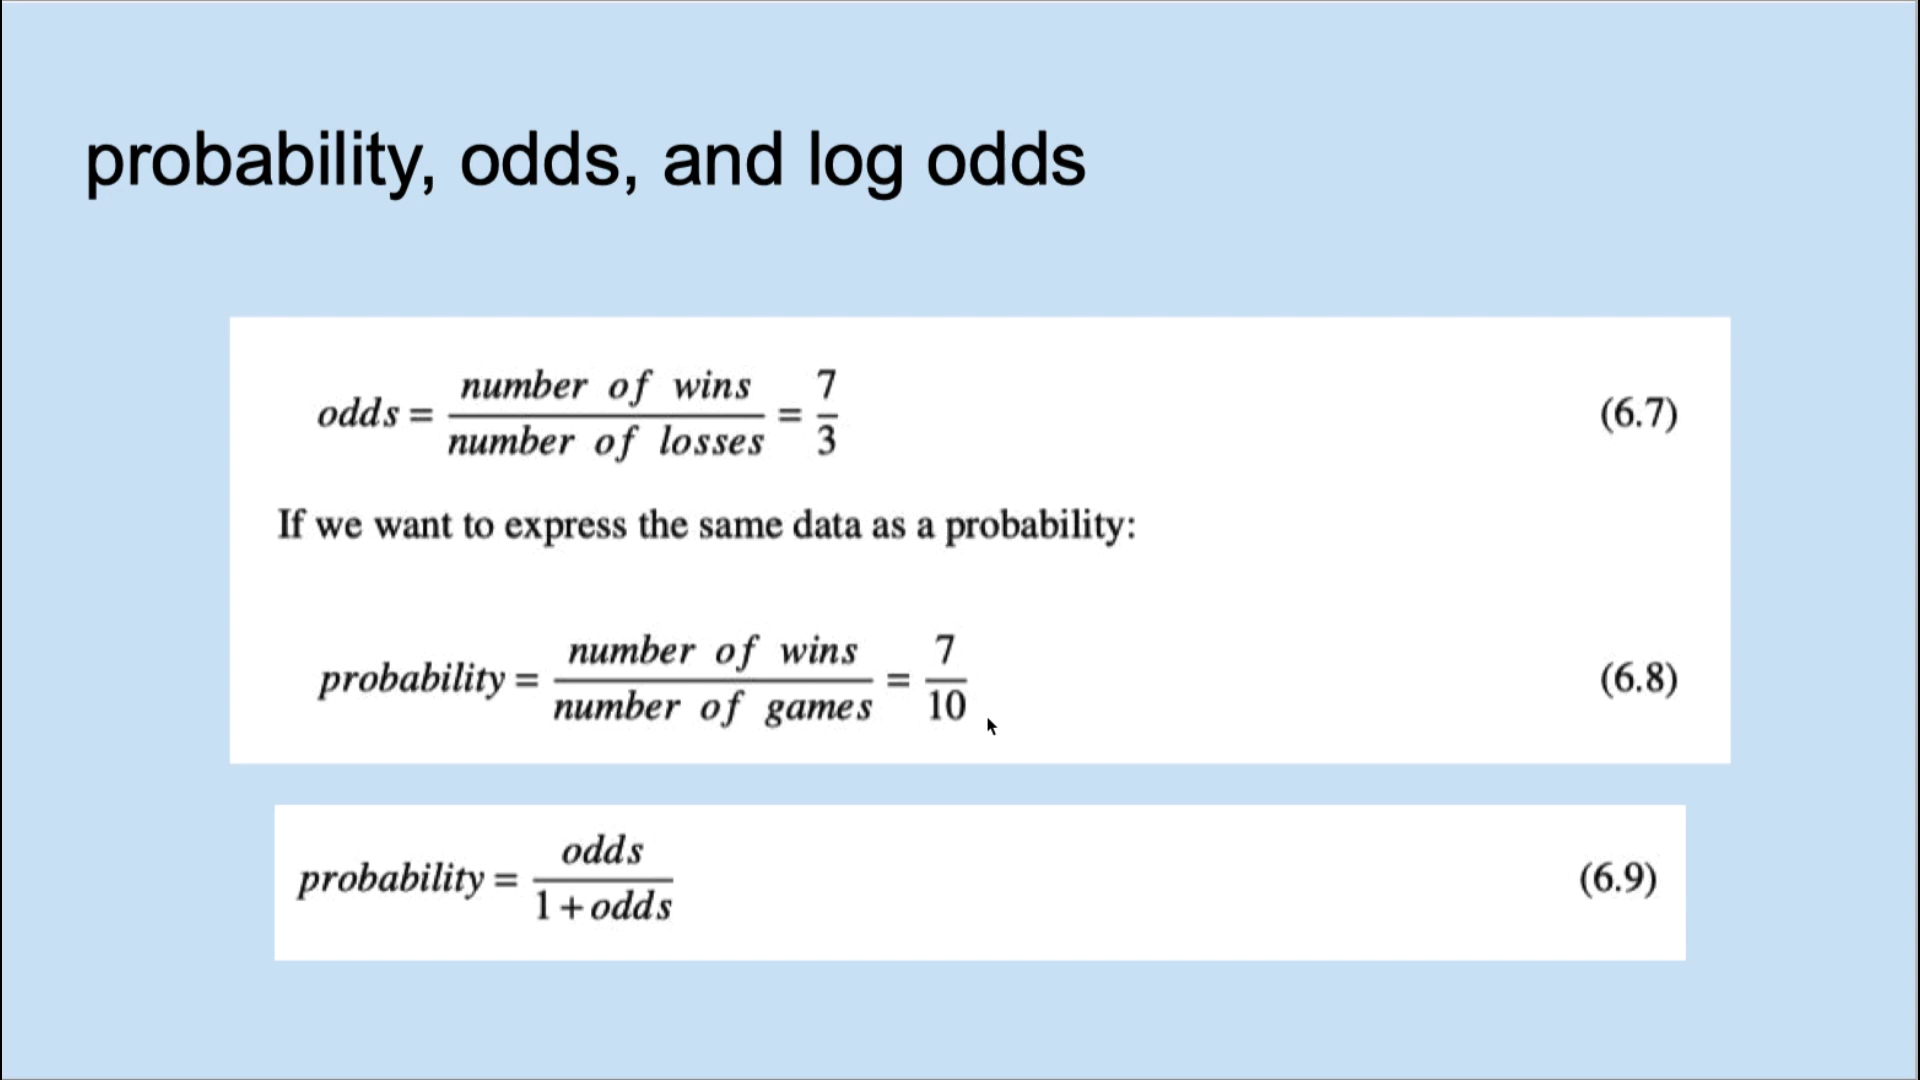 probability, odds, and log odds
odds = number of wins / number of losses = 7/3 (6.7)
If we want to express the same data as a probability:
probability = number of wins / number of games = 7/10 (6.8)
probability = odds / 1+odds (6.9)